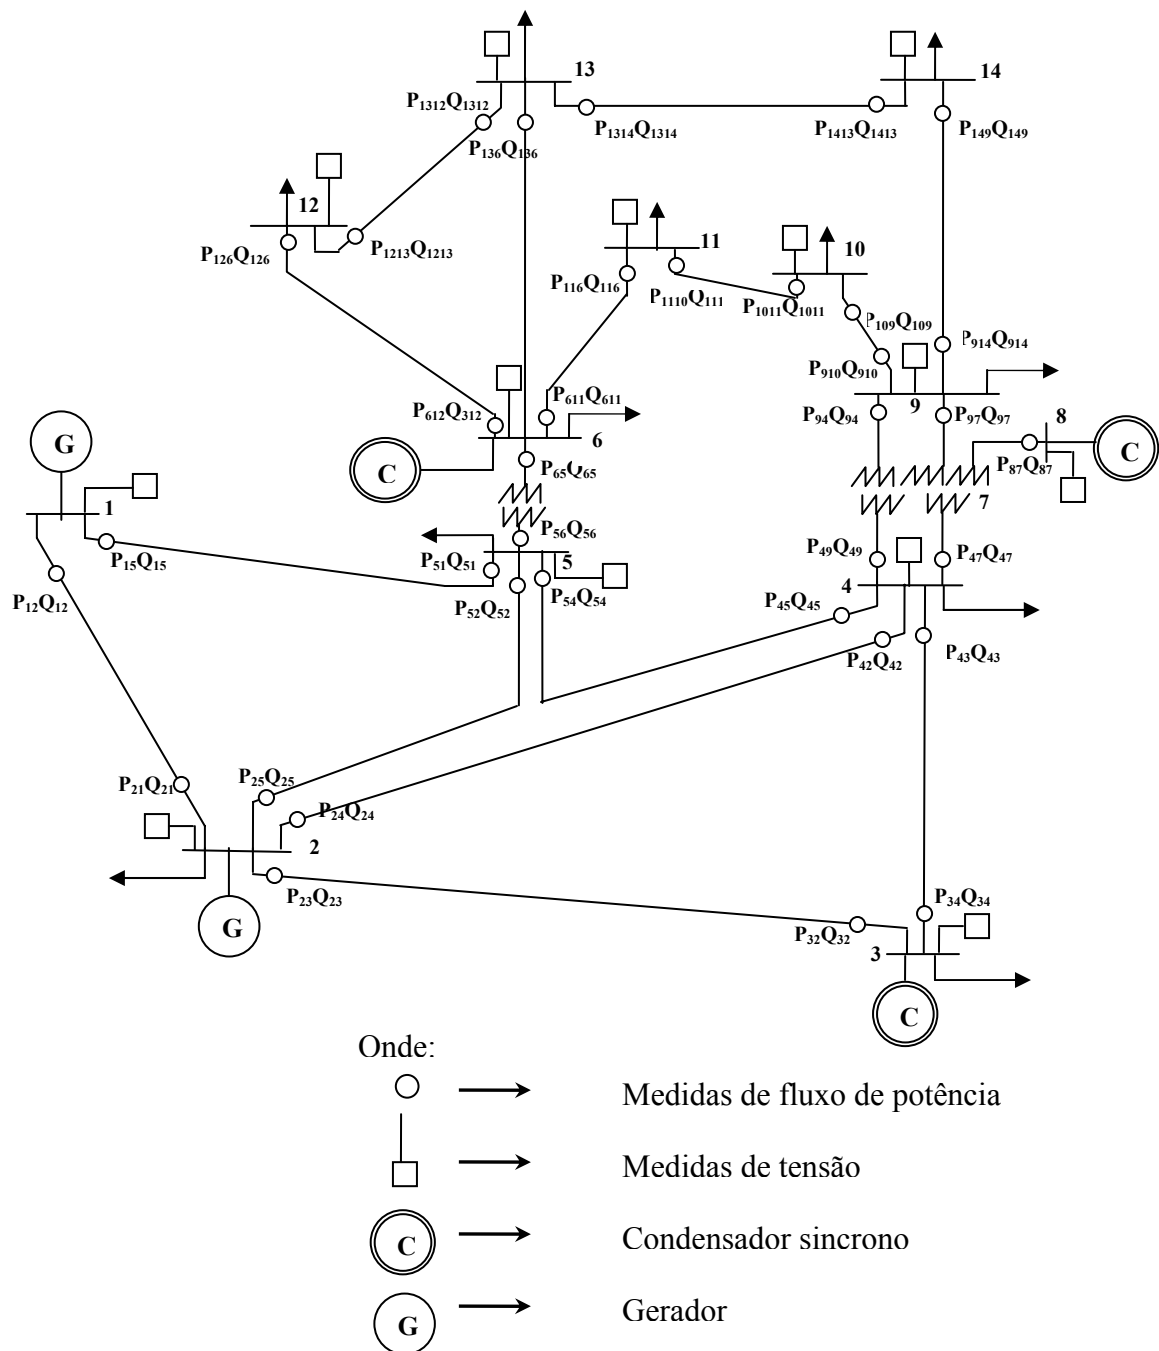 13
14
P1312Q1312
P1314Q1314
P1413Q1413
P149Q149
P136Q136
12
P126Q126
P1213Q1213
11
10
P116Q116
P1110Q111
P1011Q1011
P109Q109
P914Q914
P910Q910
P612Q312
P611Q611
6
P94Q94
9
P97Q97
8
G
C
P65Q65
P87Q87
C
1
7
P15Q15
P56Q56
P51Q51
5
P49Q49
P47Q47
P12Q12
P52Q52
P54Q54
4
P45Q45
P42Q42
P43Q43
P21Q21
P25Q25
P24Q24
2
P23Q23
P34Q34
P32Q32
G
3
C
Onde:
Medidas de fluxo de potência
Medidas de tensão
C
Condensador sincrono
G
Gerador